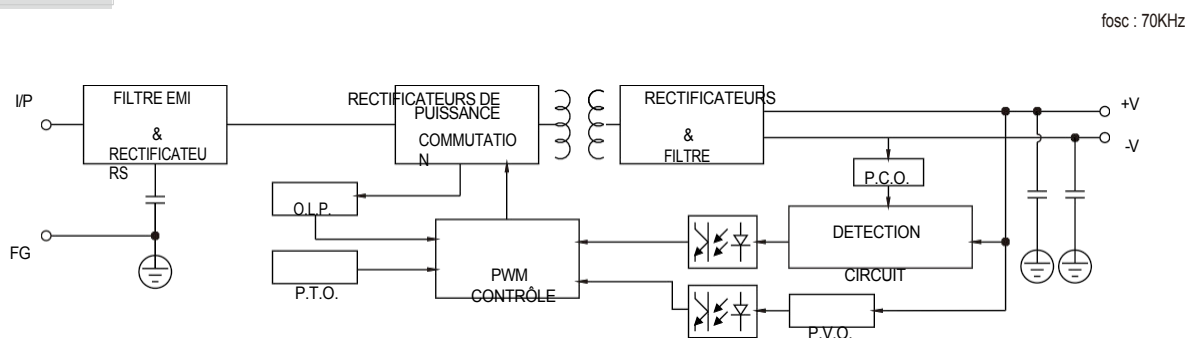 fosc : 70KHz
I/P
FILTRE EMI
&
RECTIFICATEU
RS
RECTIFICATEURS DE
PUISSANCE
COMMUTATIO
N
RECTIFICATEURS
&
FILTRE
+V
-V
P.C.O.
O.L.P.
DETECTION
CIRCUIT
FG
P.T.O.
PWM
CONTRÔLE
P.V.O.